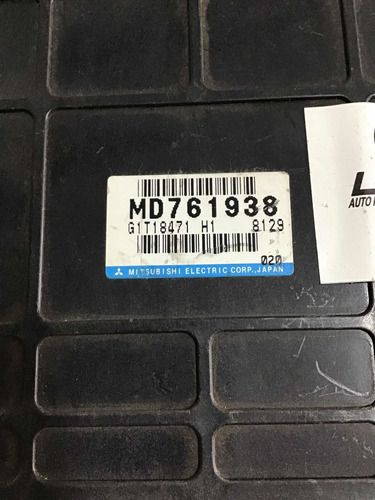 MD761938
G1T18471 H1 8129
020
MITSUBISHI ELECTRIC CORP., JAPAN
AUTO